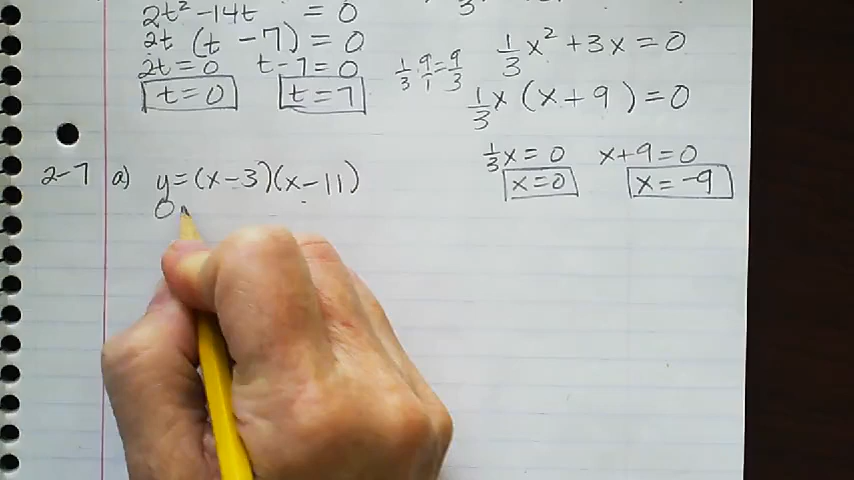 2t² - 14t = 0
2t (t - 7) = 0
2t = 0 t - 7 = 0
t = 0 t = 7
3
1/3 · 9/1 = 9/3
1/3 x² + 3x = 0
1/3 x (x + 9) = 0
1/3 x = 0 x + 9 = 0
x = 0 x = -9
2-7 a) y = (x - 3)(x - 11)
0